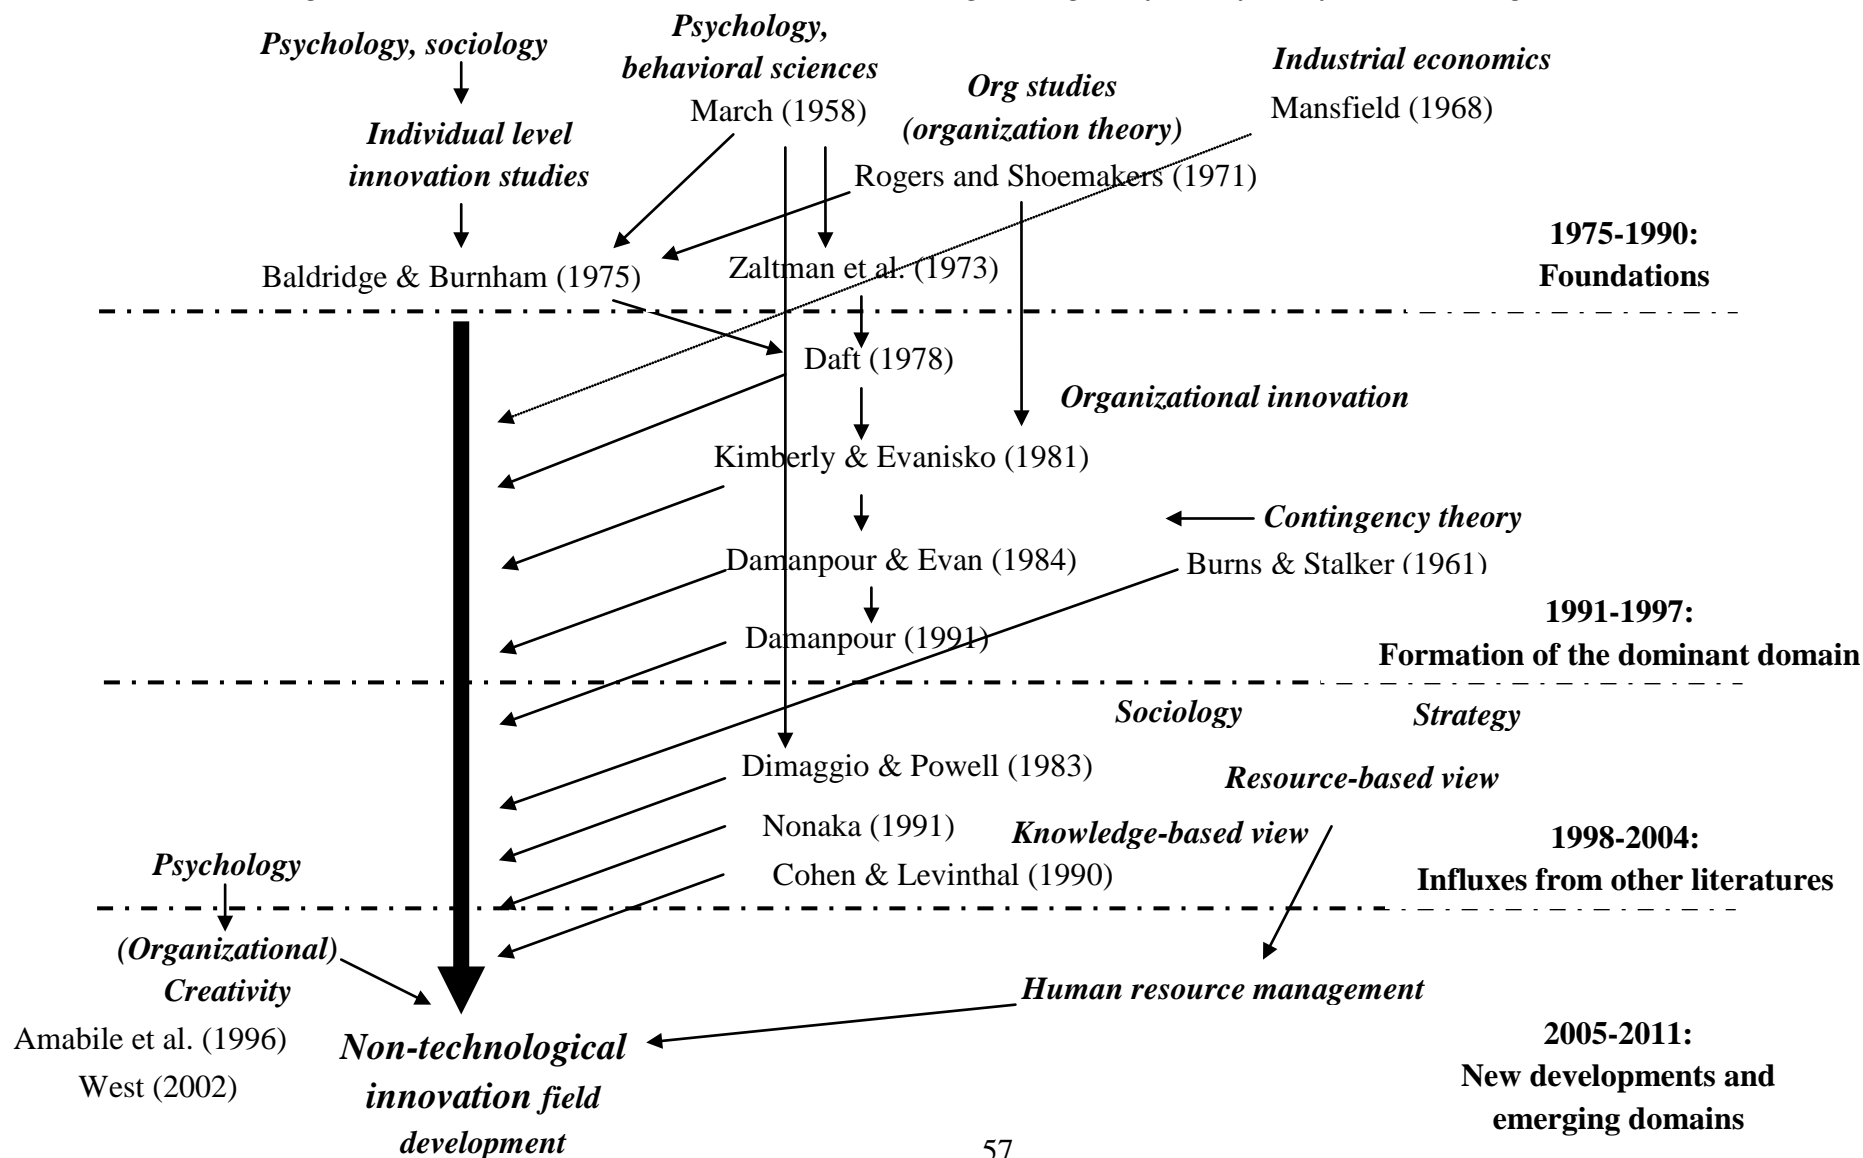 Psychology, sociology
Psychology,
behavioral sciences
March (1958)
Org studies
(organization theory)
Rogers and Shoemakers (1971)
Industrial economics
Mansfield (1968)
Individual level
innovation studies
Baldridge & Burnham (1975)
Zaltman et al. (1973)
1975-1990:
Foundations
Daft (1978)
Organizational innovation
Kimberly & Evanisko (1981)
Contingency theory
Burns & Stalker (1961)
Damanpour & Evan (1984)
Damanpour (1991)
1991-1997:
Formation of the dominant domain
Sociology
Strategy
Dimaggio & Powell (1983)
Resource-based view
Nonaka (1991)
Knowledge-based view
Cohen & Levinthal (1990)
1998-2004:
Influxes from other literatures
Psychology
(Organizational)
Creativity
Amabile et al. (1996)
West (2002)
Human resource management
Non-technological
innovation field
development
2005-2011:
New developments and
emerging domains
57